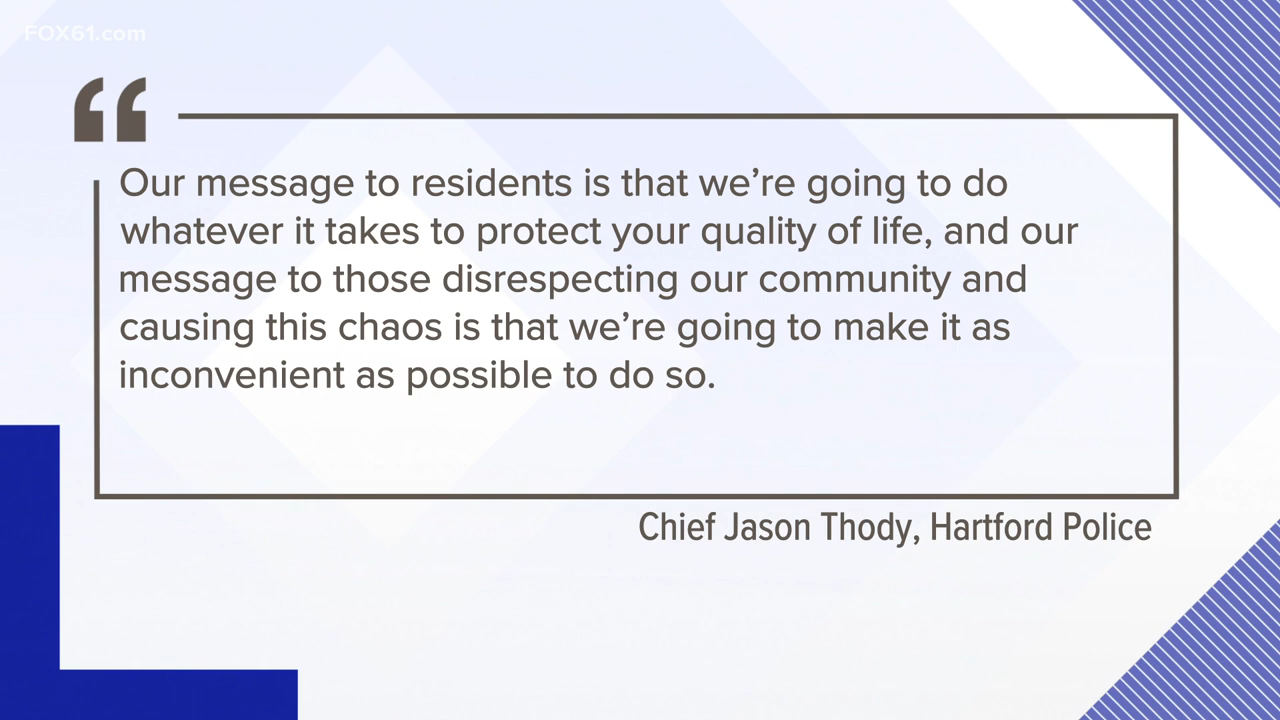 FOX61.com
“
Our message to residents is that we’re going to do
whatever it takes to protect your quality of life, and our
message to those disrespecting our community and
causing this chaos is that we’re going to make it as
inconvenient as possible to do so.
Chief Jason Thody, Hartford Police